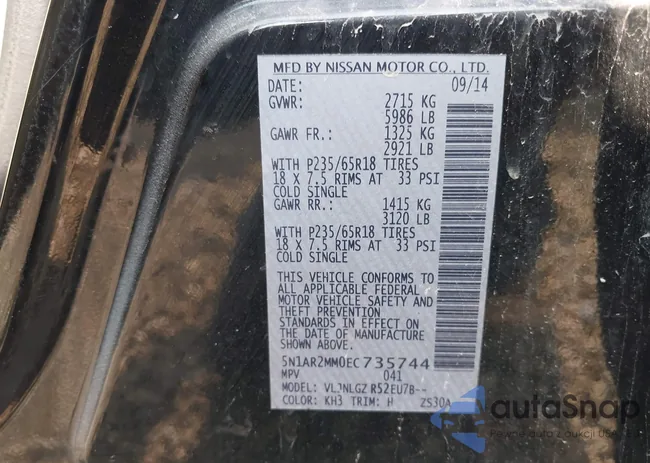 MFD BY NISSAN MOTOR CO., LTD.
DATE: 09/14
GVWR: 2715 KG
5986 LB
GAWR FR: 1325 KG
2921 LB
WITH P235/65R18 TIRES
18 X 7.5 RIMS AT 33 PSI
COLD SINGLE
GAWR RR: 1415 KG
3120 LB
WITH P235/65R18 TIRES
18 X 7.5 RIMS AT 33 PSI
COLD SINGLE
THIS VEHICLE CONFORMS TO
ALL APPLICABLE FEDERAL
MOTOR VEHICLE SAFETY AND
THEFT PREVENTION
STANDARDS IN EFFECT ON
THE DATE OF MANUFACTURE
SHOWN ABOVE.
5N1AR2MM0EC735744
MPV 041
MODEL: R52EU7B--
COLOR: KH3 TRIM: H ZS30A
autaSnap